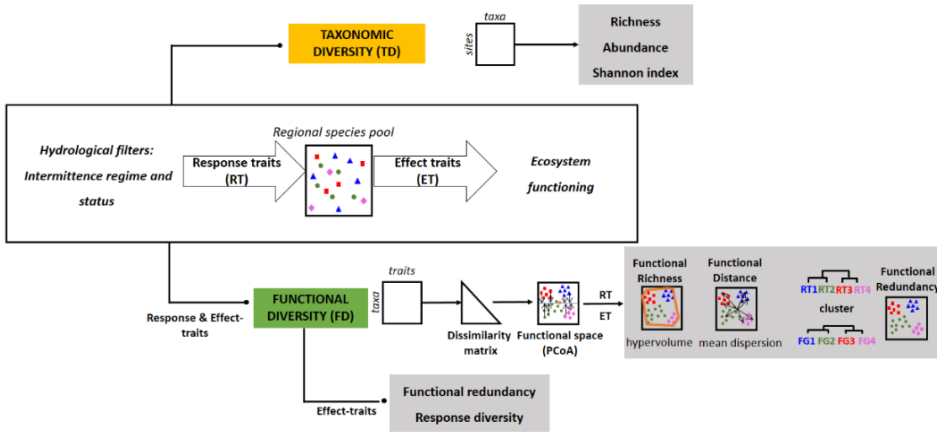 TAXONOMIC
DIVERSITY (TD)
taxa
sites
Richness
Abundance
Shannon index
Hydrological filters:
Intermittence regime and
status
Response traits
(RT)
Regional species pool
Effect traits
(ET)
Ecosystem
functioning
Response & Effect-
traits
FUNCTIONAL
DIVERSITY (FD)
traits
taxa
Dissimilarity
matrix
Functional space
(PCoA)
RT
ET
Functional
Richness
hypervolume
Functional
Distance
mean dispersion
RT1 RT2 RT3 RT4
cluster
FG1 FG2 FG3 FG4
Functional
Redundancy
Effect-traits
Functional redundancy
Response diversity